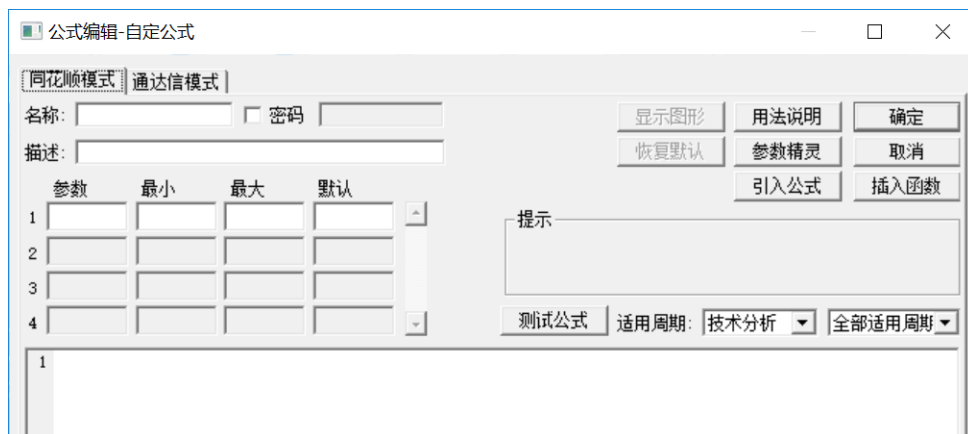 公式编辑-自定公式
同花顺模式 通达信模式
名称: 密码 显示图形 用法说明 确定
描述: 恢复默认 参数精灵 取消
参数 最小 最大 默认 引入公式 插入函数
1
提示
2
3
4 测试公式 适用周期: 技术分析 全部适用周期
1